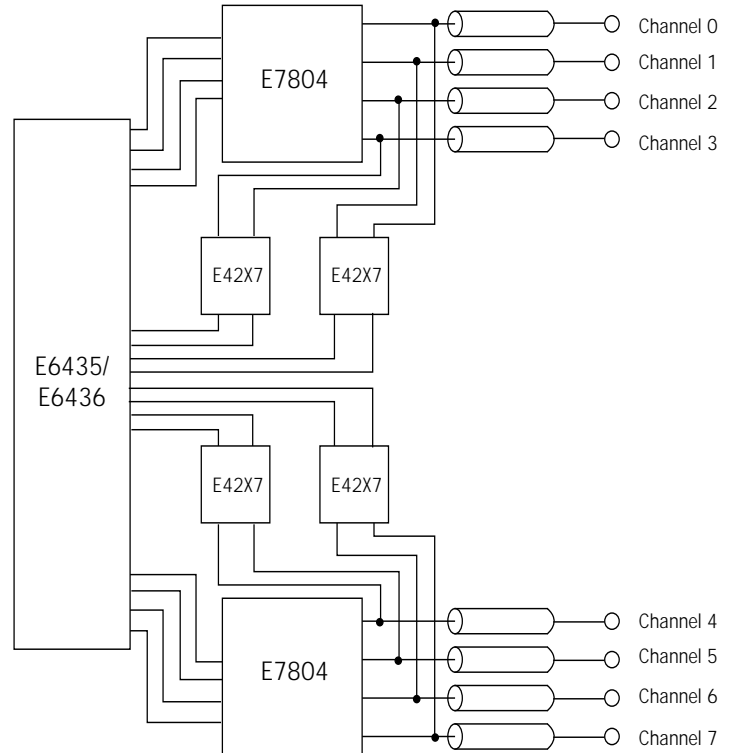 E7804
Channel 0
Channel 1
Channel 2
Channel 3
E42X7
E42X7
E6435/
E6436
E42X7
E42X7
E7804
Channel 4
Channel 5
Channel 6
Channel 7